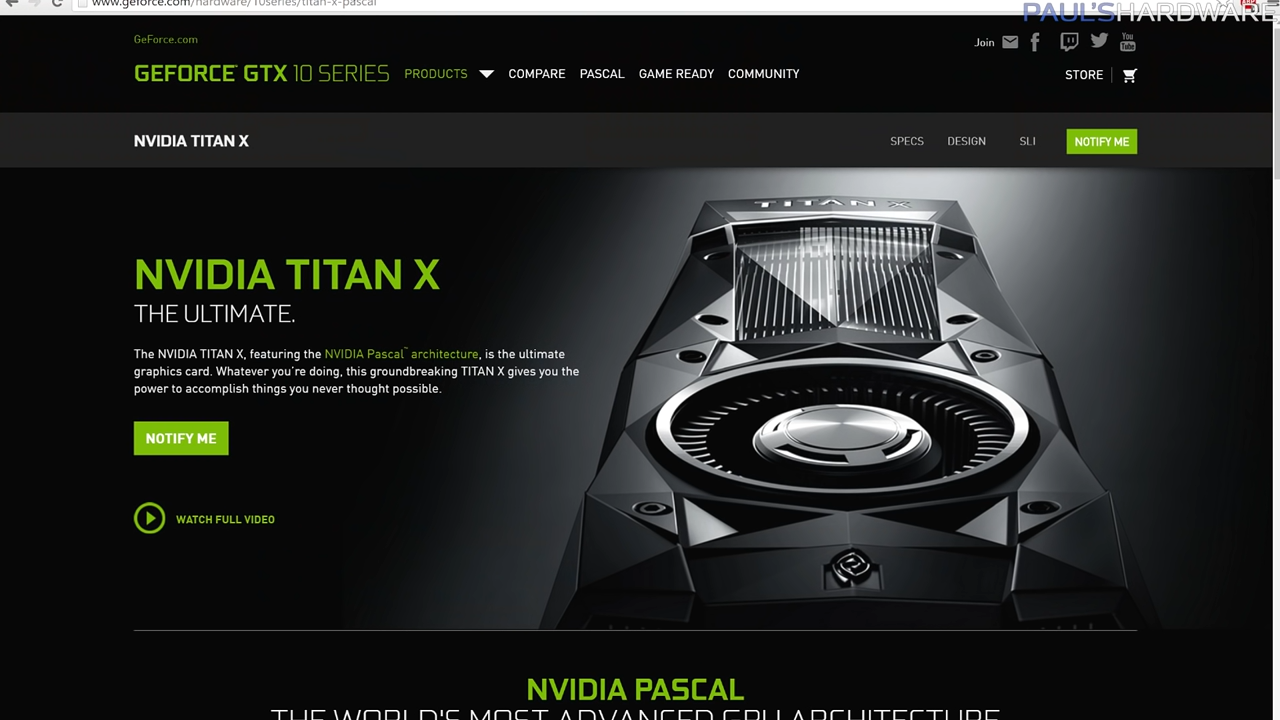 www.geforce.com/hardware/10series/titan-x-pascal
PAUL'SHARDWARE
GeForce.com
Join
You
Tube
GEFORCE GTX 10 SERIES
PRODUCTS
COMPARE
PASCAL
GAME READY
COMMUNITY
STORE
NVIDIA TITAN X
SPECS
DESIGN
SLI
NOTIFY ME
TITAN X
NVIDIA TITAN X
THE ULTIMATE.
The NVIDIA TITAN X, featuring the NVIDIA Pascal™ architecture, is the ultimate
graphics card. Whatever you're doing, this groundbreaking TITAN X gives you the
power to accomplish things you never thought possible.
NOTIFY ME
WATCH FULL VIDEO
NVIDIA PASCAL
THE WORLD'S MOST ADVANCED GPU ARCHITECTURE